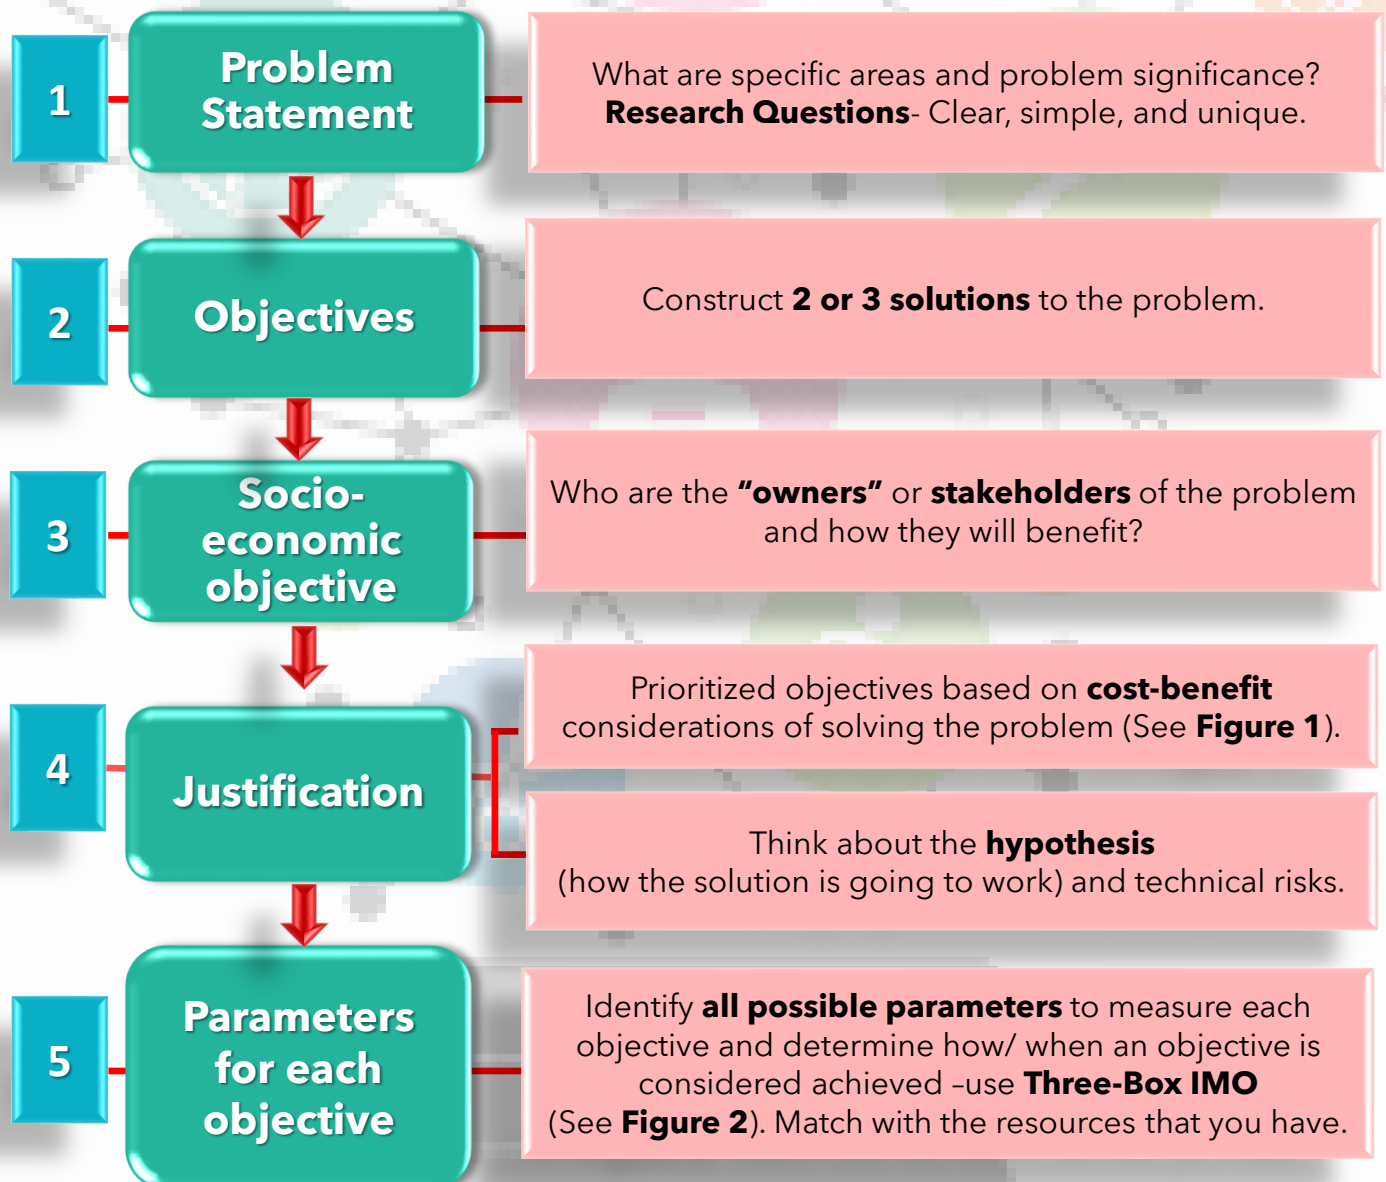 1
Problem
Statement
What are specific areas and problem significance?
Research Questions- Clear, simple, and unique.
2
Objectives
Construct 2 or 3 solutions to the problem.
3
Socio-
economic
objective
Who are the “owners” or stakeholders of the problem
and how they will benefit?
4
Justification
Prioritized objectives based on cost-benefit
considerations of solving the problem (See Figure 1).
Think about the hypothesis
(how the solution is going to work) and technical risks.
5
Parameters
for each
objective
Identify all possible parameters to measure each
objective and determine how/ when an objective is
considered achieved –use Three-Box IMO
(See Figure 2). Match with the resources that you have.